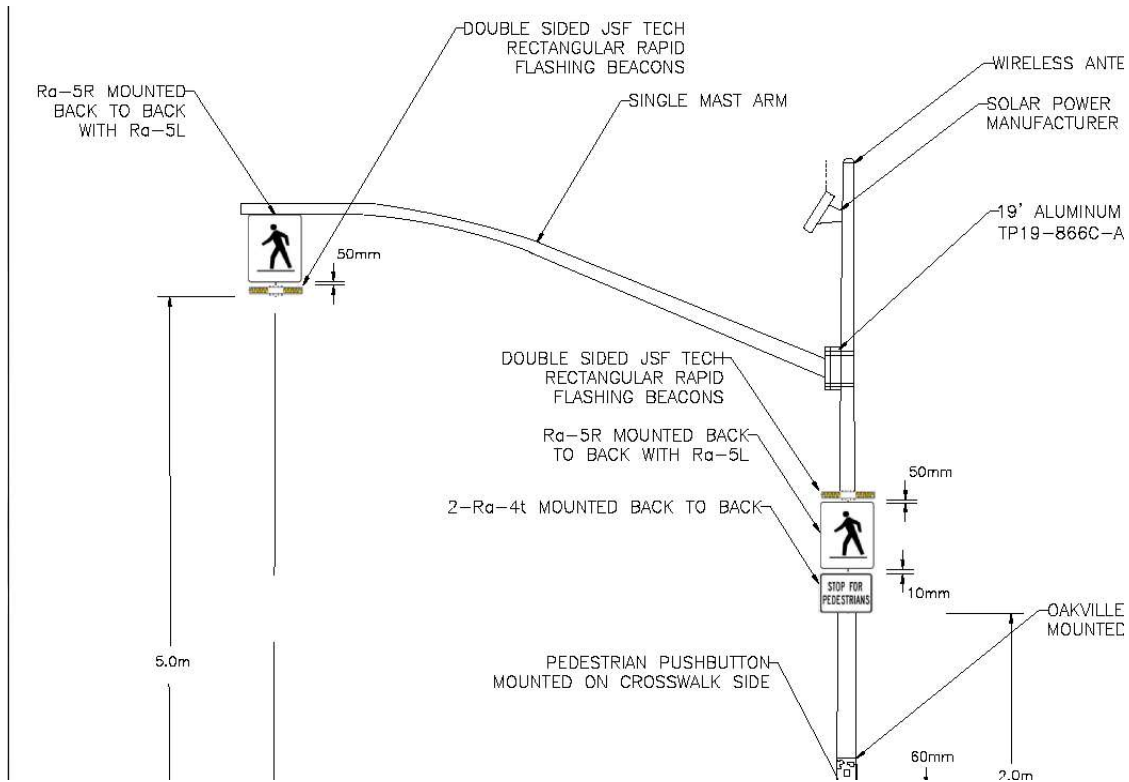 DOUBLE SIDED JSF TECH
RECTANGULAR RAPID
FLASHING BEACONS
Ra-5R MOUNTED
BACK TO BACK
WITH Ra-5L
SINGLE MAST ARM
WIRELESS ANTE
SOLAR POWER
MANUFACTURER
19' ALUMINUM
TP19-866C-A
50mm
DOUBLE SIDED JSF TECH
RECTANGULAR RAPID
FLASHING BEACONS
Ra-5R MOUNTED BACK
TO BACK WITH Ra-5L
50mm
2-Ra-4t MOUNTED BACK TO BACK
STOP FOR
PEDESTRIANS
10mm
OAKVILLE
MOUNTED
5.0m
PEDESTRIAN PUSHBUTTON
MOUNTED ON CROSSWALK SIDE
60mm
2.0m